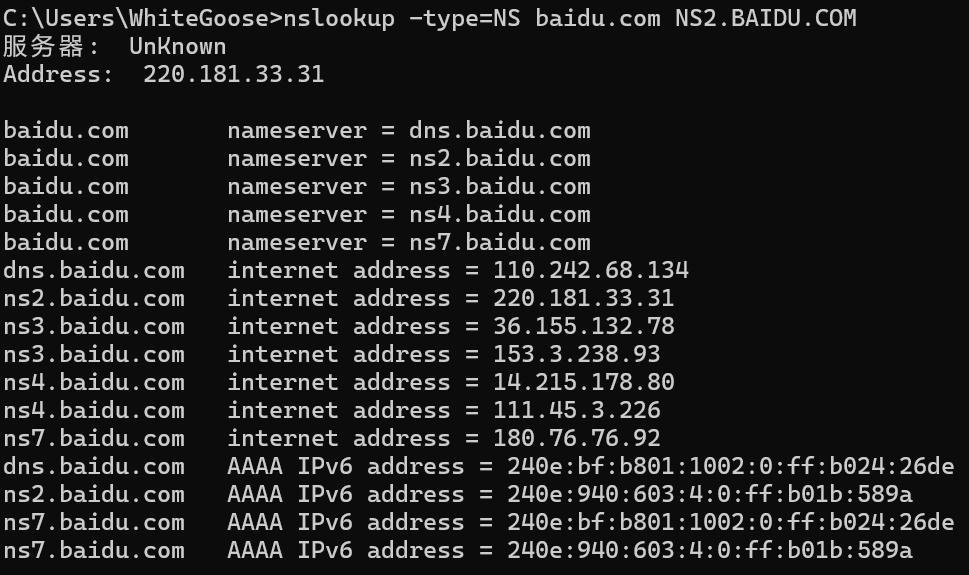 C:\Users\WhiteGoose>nslookup -type=NS baidu.com NS2.BAIDU.COM
服务器:  UnKnown
Address:  220.181.33.31

baidu.com       nameserver = dns.baidu.com
baidu.com       nameserver = ns2.baidu.com
baidu.com       nameserver = ns3.baidu.com
baidu.com       nameserver = ns4.baidu.com
baidu.com       nameserver = ns7.baidu.com
dns.baidu.com   internet address = 110.242.68.134
ns2.baidu.com   internet address = 220.181.33.31
ns3.baidu.com   internet address = 36.155.132.78
ns3.baidu.com   internet address = 153.3.238.93
ns4.baidu.com   internet address = 14.215.178.80
ns4.baidu.com   internet address = 111.45.3.226
ns7.baidu.com   internet address = 180.76.76.92
dns.baidu.com   AAAA IPv6 address = 240e:bf:b801:1002:0:ff:b024:26de
ns2.baidu.com   AAAA IPv6 address = 240e:940:603:4:0:ff:b01b:589a
ns7.baidu.com   AAAA IPv6 address = 240e:bf:b801:1002:0:ff:b024:26de
ns7.baidu.com   AAAA IPv6 address = 240e:940:603:4:0:ff:b01b:589a